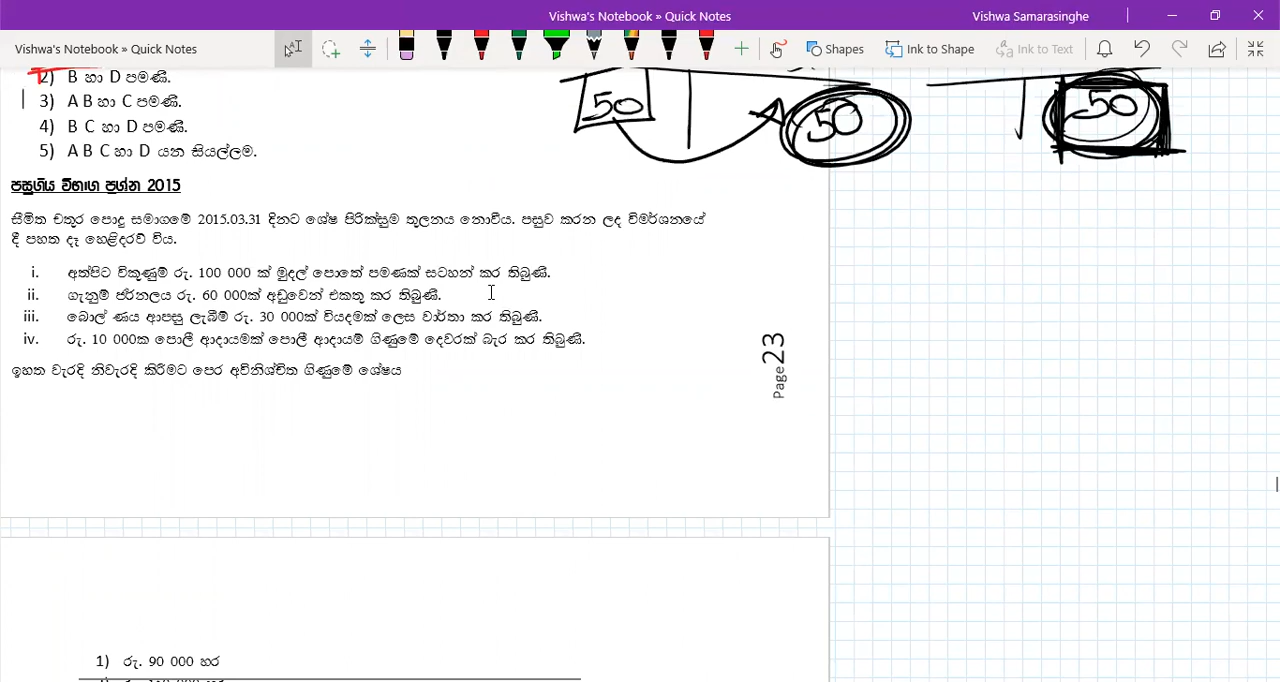 Vishwa's Notebook » Quick Notes
Vishwa Samarasinghe
Vishwa's Notebook » Quick Notes
Shapes
Ink to Shape
Ink to Text
2) B හා D පමණි.
3) A B හා C පමණි.
4) B C හා D පමණි.
5) A B C හා D යන සියල්ලම.
50
50
50
පසුගිය විභාග ප්‍රශ්න 2015
සීමිත චතුර පොදු සමාගමේ 2015.03.31 දිනට ශේෂ පිරික්සුම තුලනය නොවීය. පසුව කරන ලද විමර්ශනයේ
දී පහත දෑ හෙළිදරව් විය.
i. අත්පිට විකුණුම් රු. 100 000 ක් මුදල් පොතේ පමණක් සටහන් කර තිබුණි.
ii. ගැනුම් ජර්නලය රු. 60 000ක් අඩුවෙන් එකතු කර තිබුණි.
iii. බොල් ණය ආපසු ලැබීම් රු. 30 000ක් වියදමක් ලෙස වාර්තා කර තිබුණි.
iv. රු. 10 000ක පොලී ආදායමක් පොලී ආදායම් ගිණුමේ දෙවරක් බැර කර තිබුණි.
ඉහත වැරදි නිවැරදි කිරීමට පෙර අවිනිශ්චිත ගිණුමේ ශේෂය
Page 23
1) රු. 90 000 හර